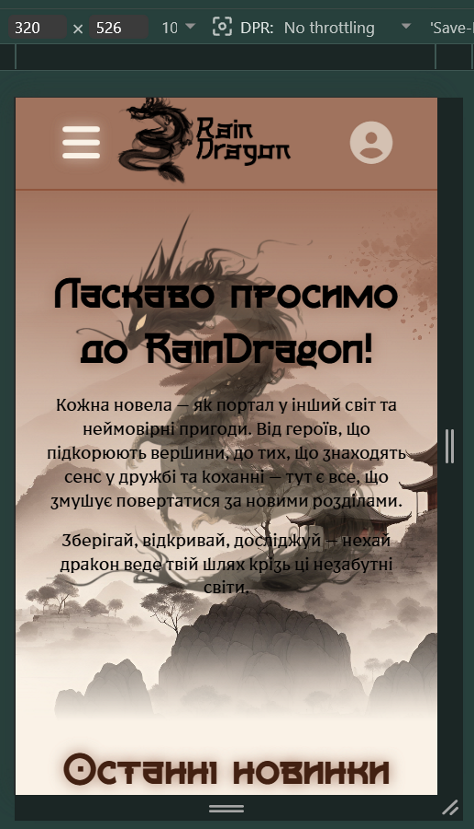 320 × 526 10 DPR: No throttling 'Save-
Rain
Dragon
Ласкаво просимо
до RainDragon!
Кожна новела — як портал у інший світ та
неймовірні пригоди. Від героїв, що
підкорюють вершини, до тих, що знаходять
сенс у дружбі та коханні — тут є все, що
змушує повертатися за новими розділами.
Зберігай, відкривай, досліджуй — нехай
дракон веде твій шлях крізь ці незабутні
світи.
Останні новинки